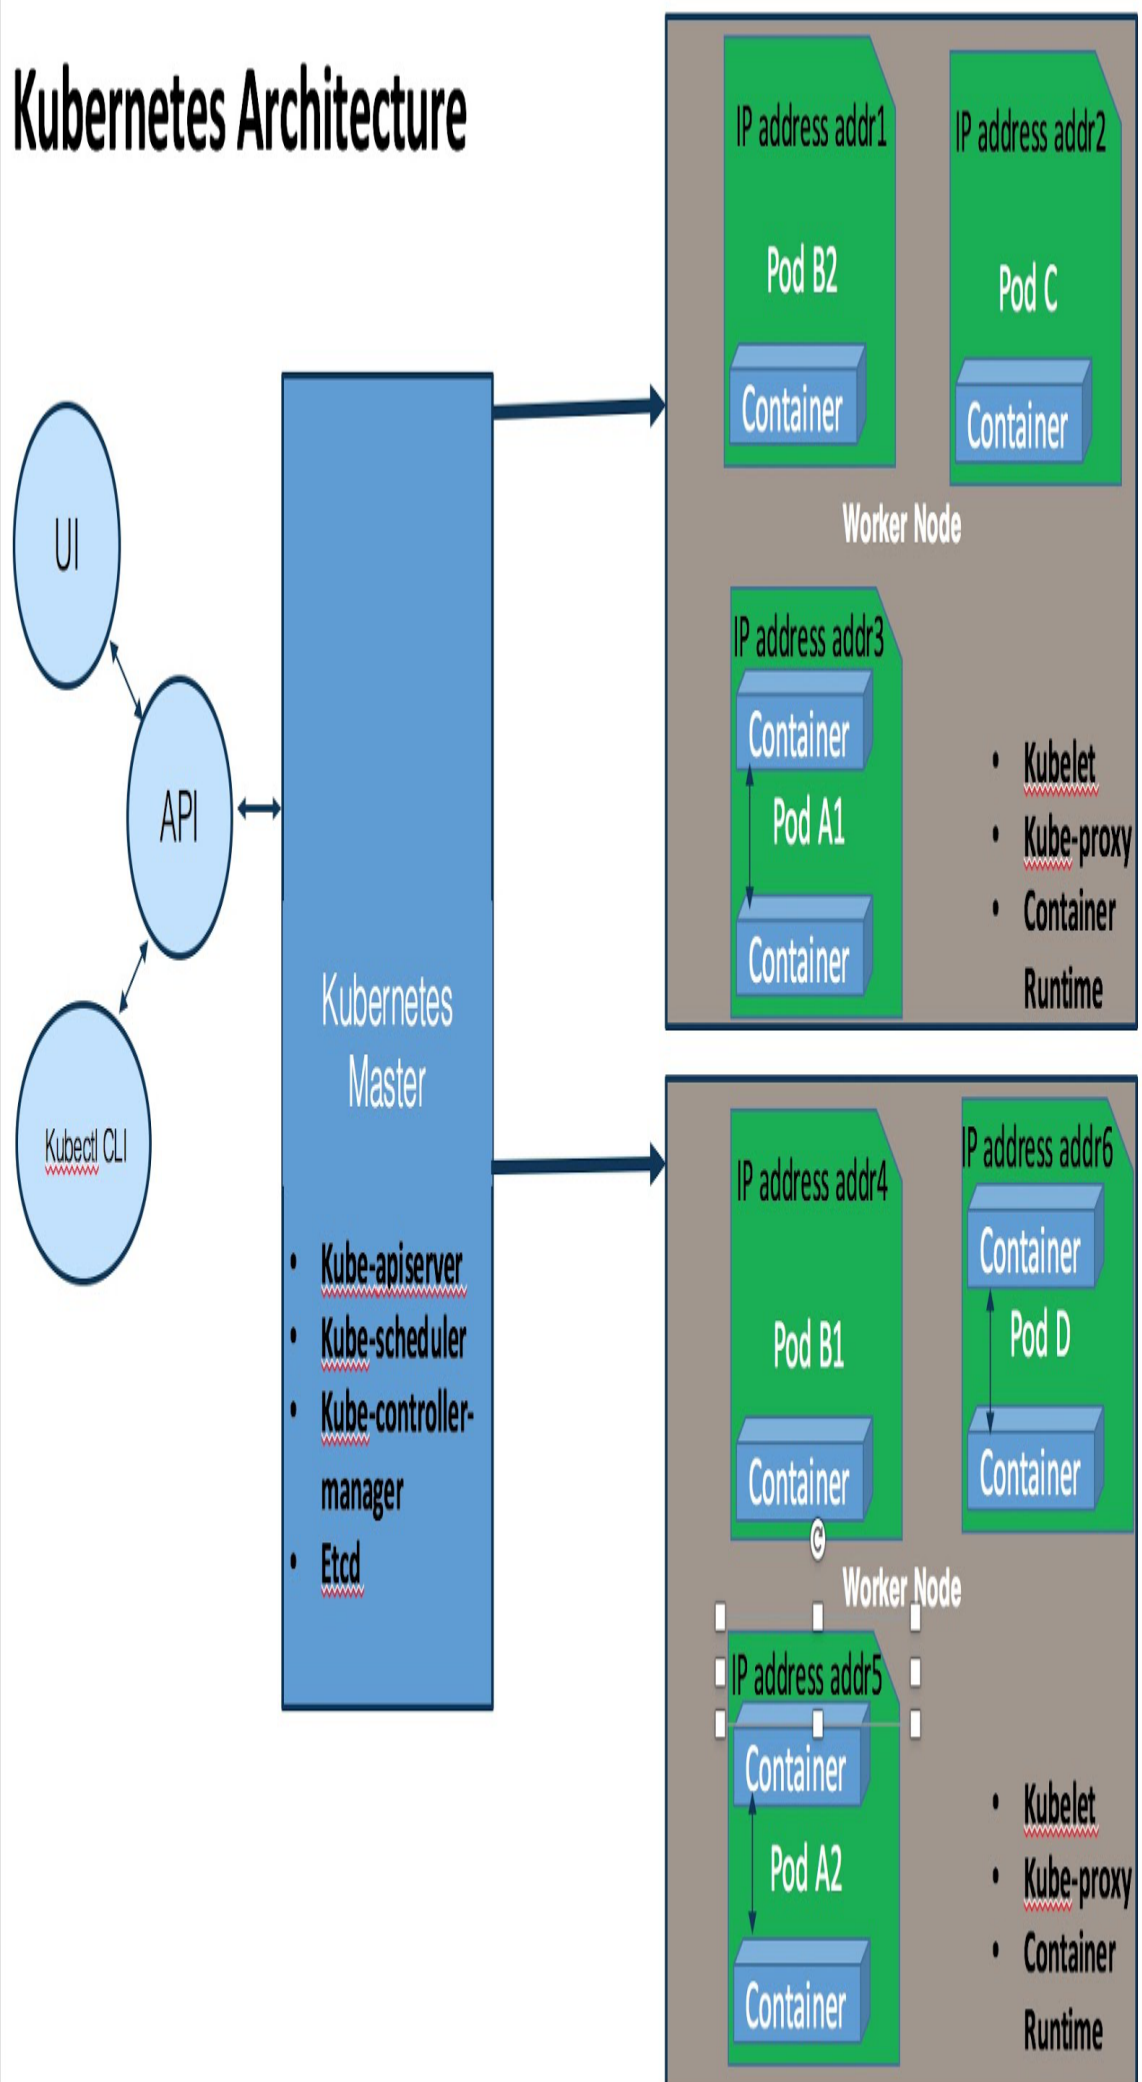 Kubernetes Architecture
UI
API
Kubectl CLI
Kubernetes
Master
• Kube-apiserver
• Kube-scheduler
• Kube-controller-
manager
• Etcd
IP address addr1
Pod B2
Container
IP address addr2
Pod C
Container
Worker Node
IP address addr3
Container
Pod A1
Container
• Kubelet
• Kube-proxy
• Container
Runtime
IP address addr4
Pod B1
Container
IP address addr6
Container
Pod D
Container
Worker Node
IP address addr5
Container
Pod A2
Container
• Kubelet
• Kube-proxy
• Container
Runtime